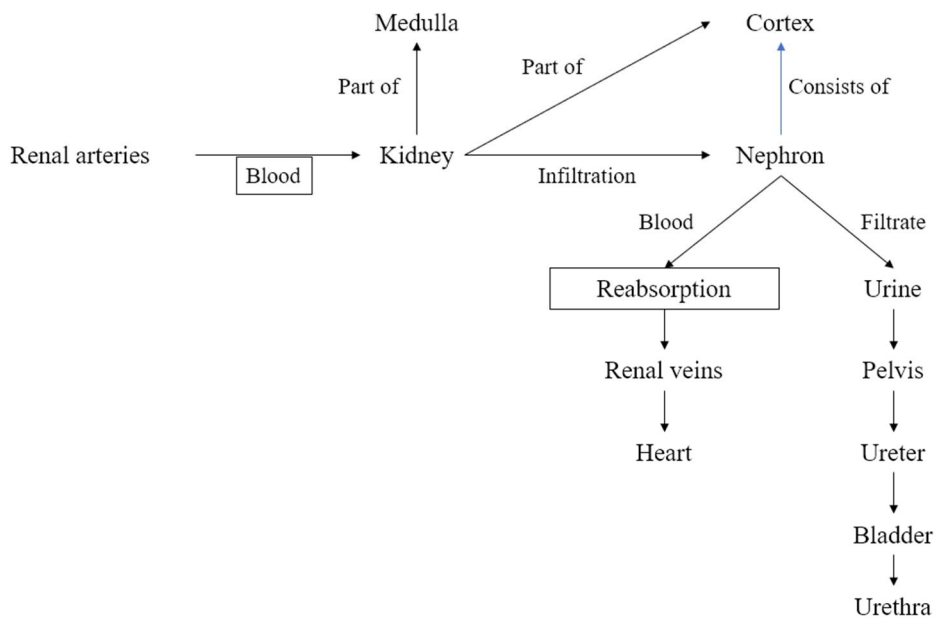 Medulla
Cortex
Part of
Part of
Consists of
Renal arteries
Blood
Kidney
Infiltration
Nephron
Blood
Filtrate
Reabsorption
Urine
Renal veins
Pelvis
Heart
Ureter
Bladder
Urethra